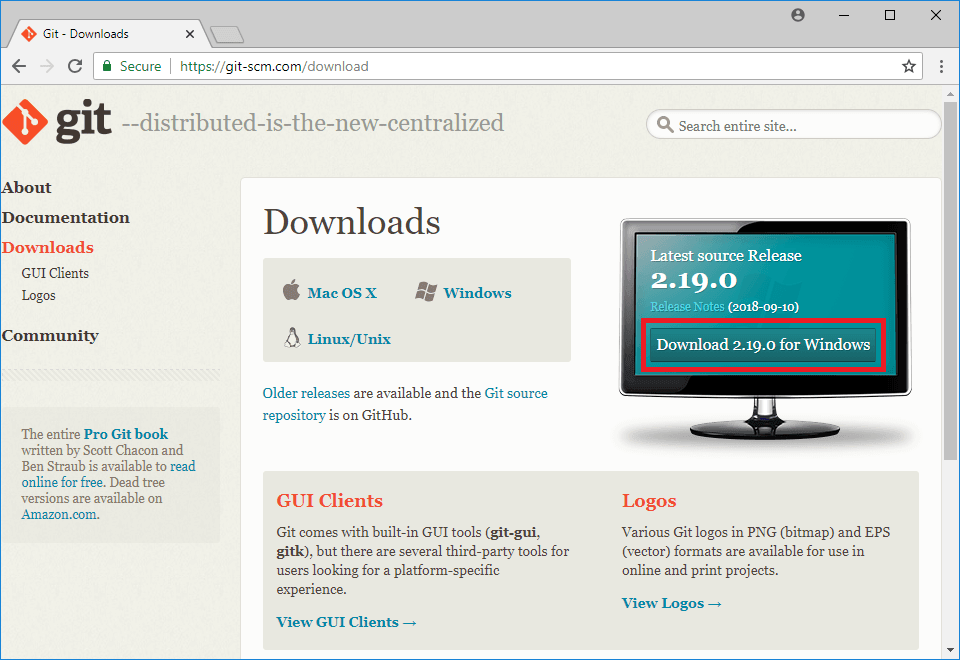 Git - Downloads
Secure
https://git-scm.com/download
git --distributed-is-the-new-centralized
Search entire site...
About
Documentation
Downloads
GUI Clients
Logos
Community
The entire Pro Git book
written by Scott Chacon and
Ben Straub is available to read
online for free. Dead tree
versions are available on
Amazon.com.
Downloads
Mac OS X
Windows
Linux/Unix
Older releases are available and the Git source
repository is on GitHub.
Latest source Release
2.19.0
Release Notes (2018-09-10)
Download 2.19.0 for Windows
GUI Clients
Git comes with built-in GUI tools (git-gui,
gitk), but there are several third-party tools for
users looking for a platform-specific
experience.
View GUI Clients →
Logos
Various Git logos in PNG (bitmap) and EPS
(vector) formats are available for use in
online and print projects.
View Logos →